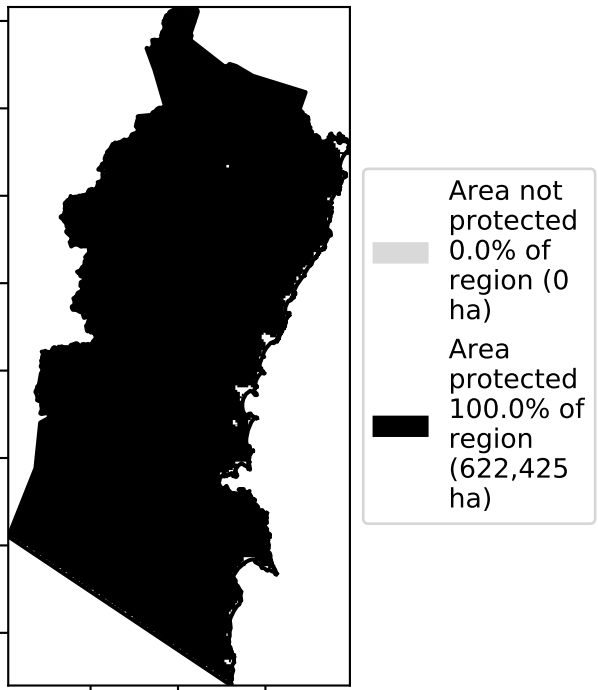 Area not
protected
0.0% of
region (0
ha)
Area
protected
100.0% of
region
(622,425
ha)